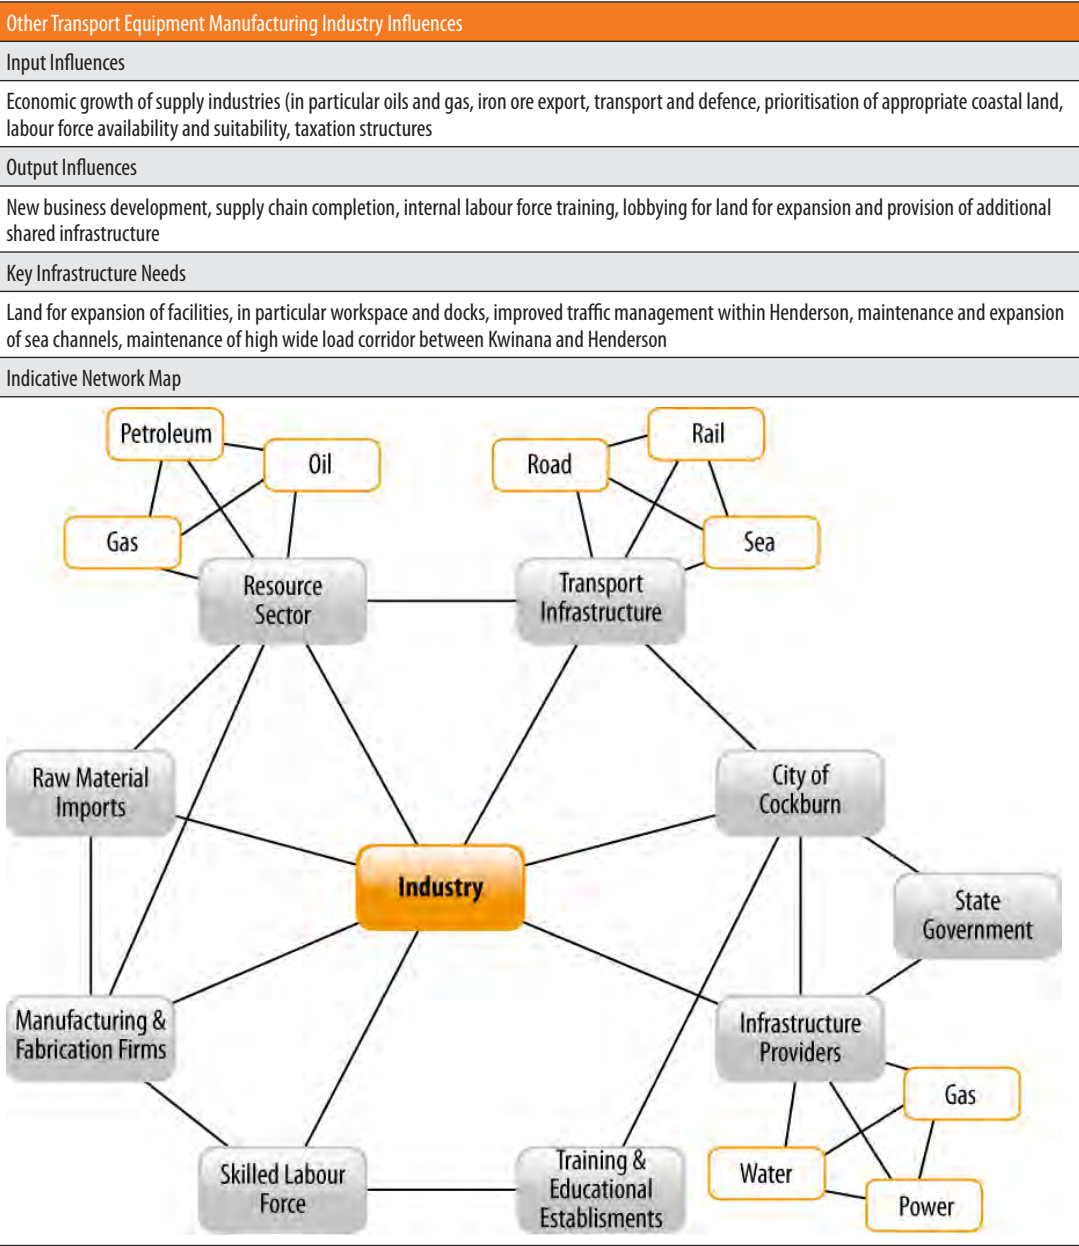 Other Transport Equipment Manufacturing Industry Influences
Input Influences
Economic growth of supply industries (in particular oils and gas, iron ore export, transport and defence, prioritisation of appropriate coastal land,
labour force availability and suitability, taxation structures
Output Influences
New business development, supply chain completion, internal labour force training, lobbying for land for expansion and provision of additional
shared infrastructure
Key Infrastructure Needs
Land for expansion of facilities, in particular workspace and docks, improved traffic management within Henderson, maintenance and expansion
of sea channels, maintenance of high wide load corridor between Kwinana and Henderson
Indicative Network Map
Petroleum
Oil
Gas
Resource
Sector
Rail
Road
Sea
Transport
Infrastructure
Raw Material
Imports
City of
Cockburn
Industry
State
Government
Manufacturing &
Fabrication Firms
Infrastructure
Providers
Gas
Water
Power
Skilled Labour
Force
Training &
Educational
Establisments